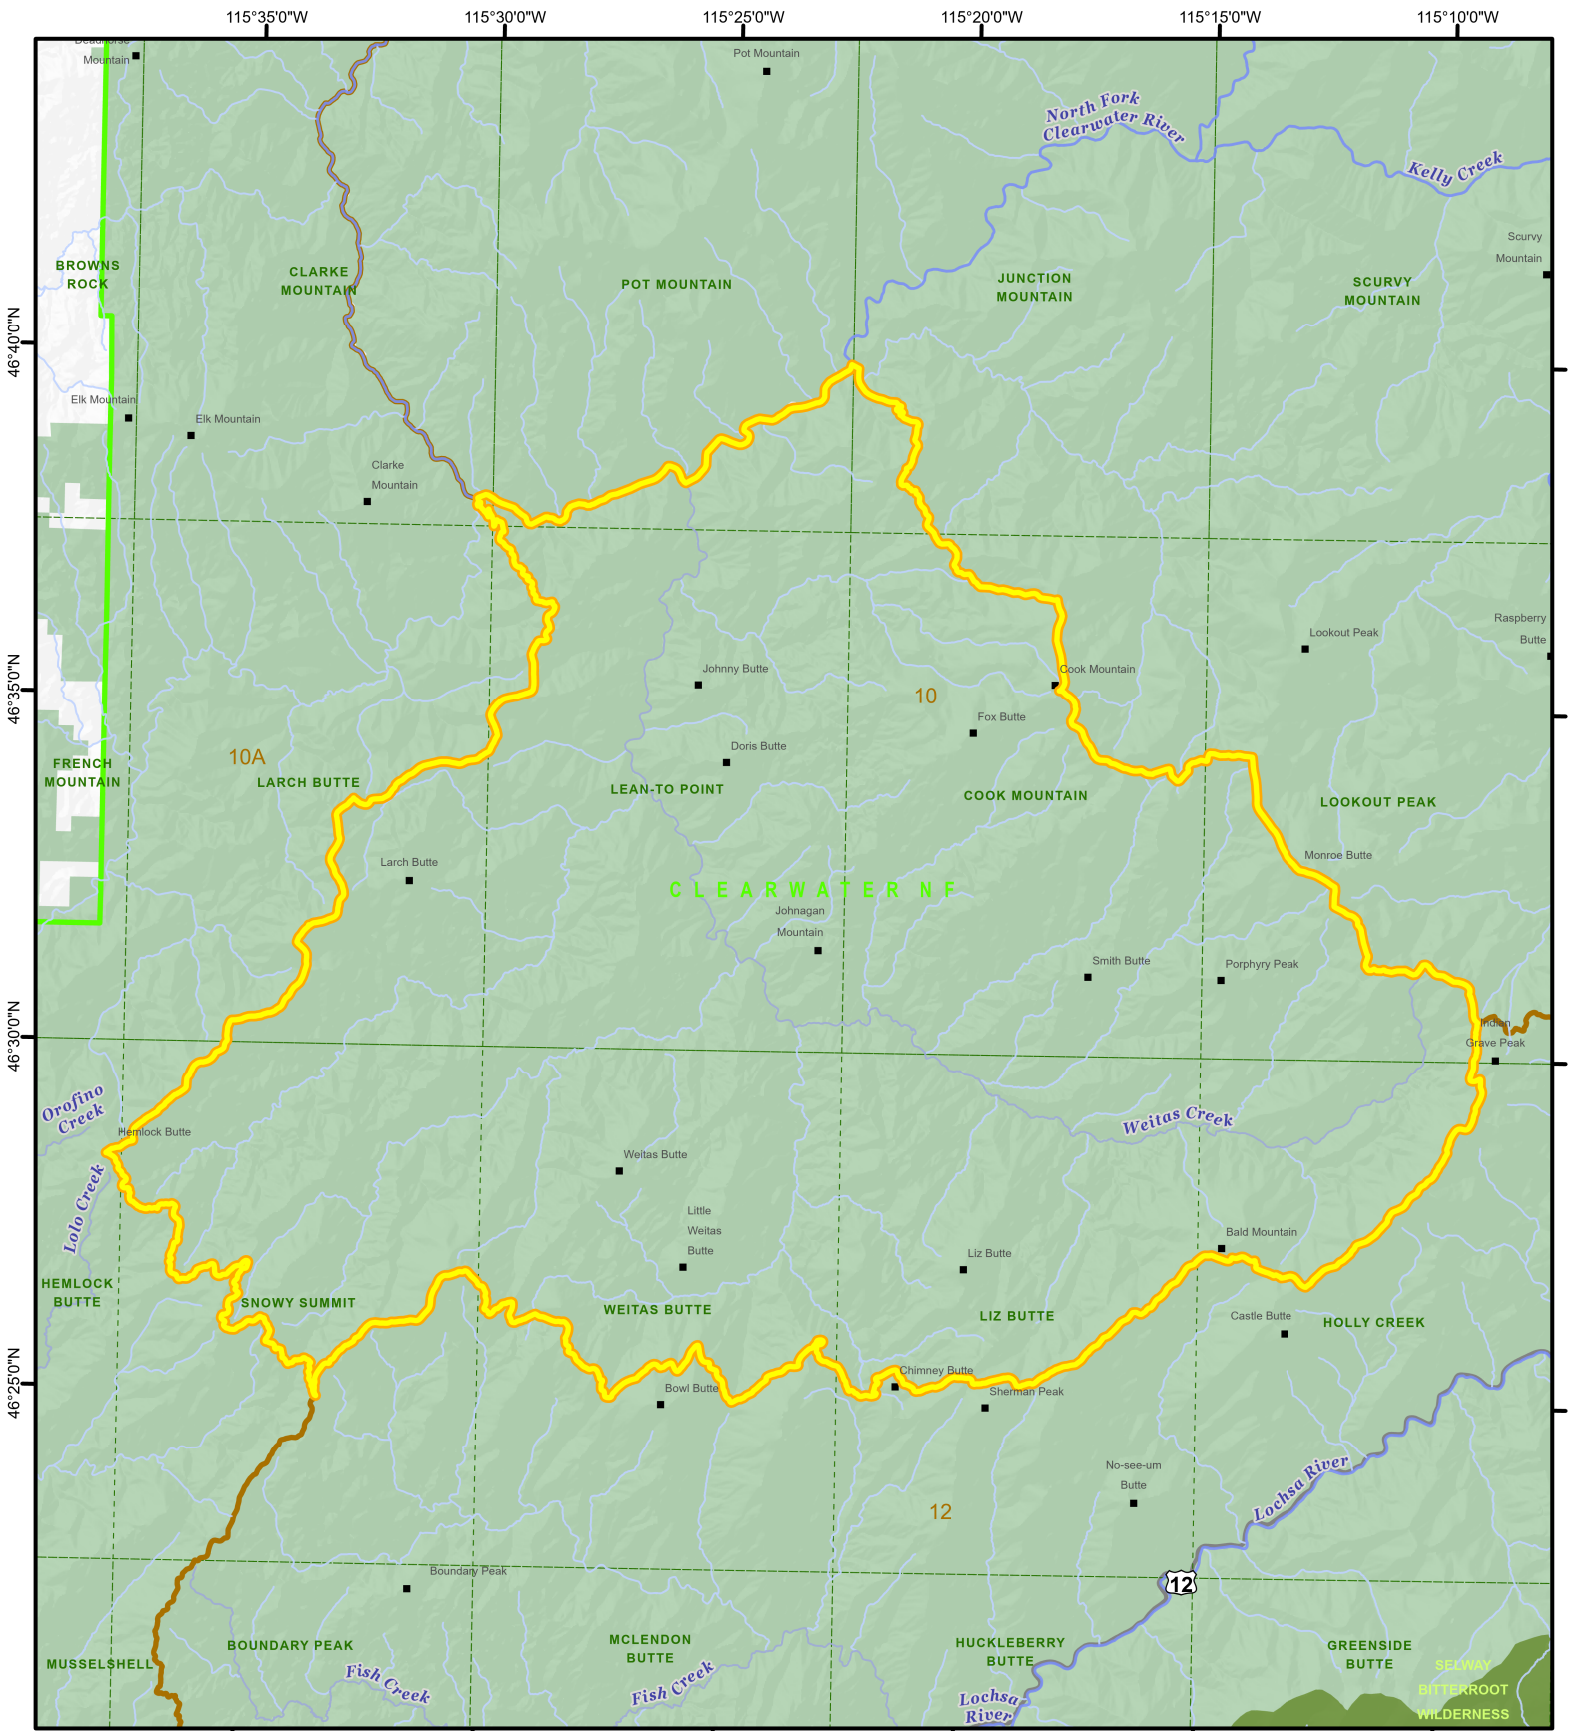 115°35'0"W
115°30'0"W
115°25'0"W
115°20'0"W
115°15'0"W
115°10'0"W
Deadhorse
Mountain
Pot Mountain
North Fork
Clearwater River
Kelly Creek
Scurvy
Mountain
BROWNS
ROCK
CLARKE
MOUNTAIN
POT MOUNTAIN
JUNCTION
MOUNTAIN
SCURVY
MOUNTAIN
46°40'0"N
Elk Mountain
Elk Mountain
Clarke
Mountain
Raspberry
Butte
Lookout Peak
46°35'0"N
Johnny Butte
Cook Mountain
10
Fox Butte
Doris Butte
10A
FRENCH
MOUNTAIN
LARCH BUTTE
LEAN-TO POINT
COOK MOUNTAIN
LOOKOUT PEAK
Larch Butte
Monroe Butte
CLEARWATER NF
Johnagan
Mountain
Smith Butte
Porphyry Peak
Indian
Grave Peak
46°30'0"N
Orofino
Creek
Hemlock Butte
Weitas Creek
Lolo Creek
Weitas Butte
Little
Weitas
Butte
Liz Butte
Bald Mountain
HEMLOCK
BUTTE
SNOWY SUMMIT
WEITAS BUTTE
LIZ BUTTE
Castle Butte
HOLLY CREEK
46°25'0"N
Bowl Butte
Chimney Butte
Sherman Peak
No-see-um
Butte
Lochsa River
12
12
Boundary Peak
BOUNDARY PEAK
MCLENDON
BUTTE
HUCKLEBERRY
BUTTE
GREENSIDE
BUTTE
MUSSELSHELL
SELWAY
BITTERROOT
WILDERNESS
Fish Creek
Fish Creek
Lochsa
River